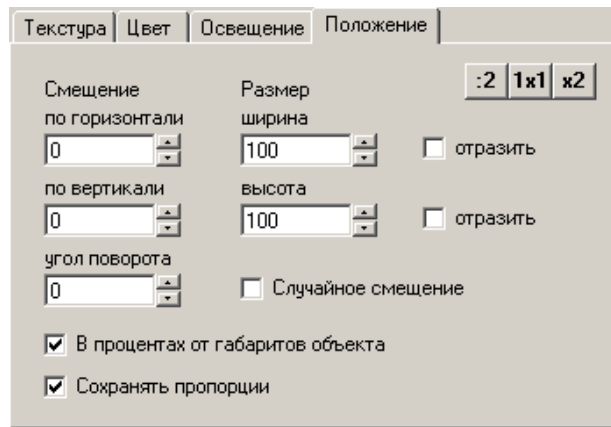 Текстура Цвет Освещение Положение
:2 1x1 x2
Смещение Размер
по горизонтали ширина
0 100 отразить
по вертикали высота
0 100 отразить
угол поворота
0 Случайное смещение
В процентах от габаритов объекта
Сохранять пропорции